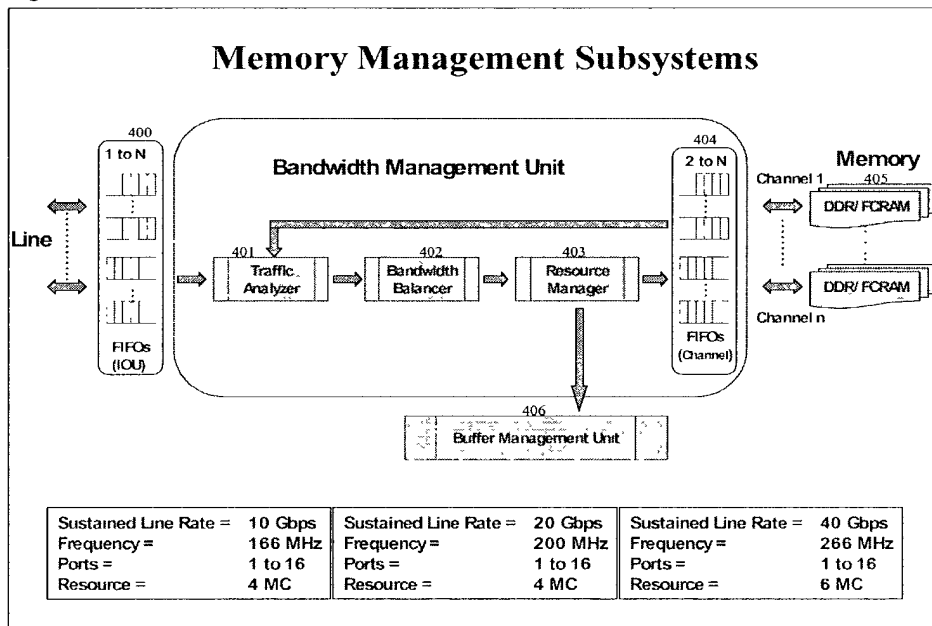 Memory Management Subsystems
400
1 to N
Line
FIFOs
(IOU)
Bandwidth Management Unit
401
Traffic
Analyzer
402
Bandwidth
Balancer
403
Resource
Manager
404
2 to N
FIFOs
(Channel)
Memory
Channel 1
405
DDR/ FCRAM
DDR/ FCRAM
Channel n
406
Buffer Management Unit
Sustained Line Rate = 10 Gbps
Frequency = 166 MHz
Ports = 1 to 16
Resource = 4 MC
Sustained Line Rate = 20 Gbps
Frequency = 200 MHz
Ports = 1 to 16
Resource = 4 MC
Sustained Line Rate = 40 Gbps
Frequency = 266 MHz
Ports = 1 to 16
Resource = 6 MC